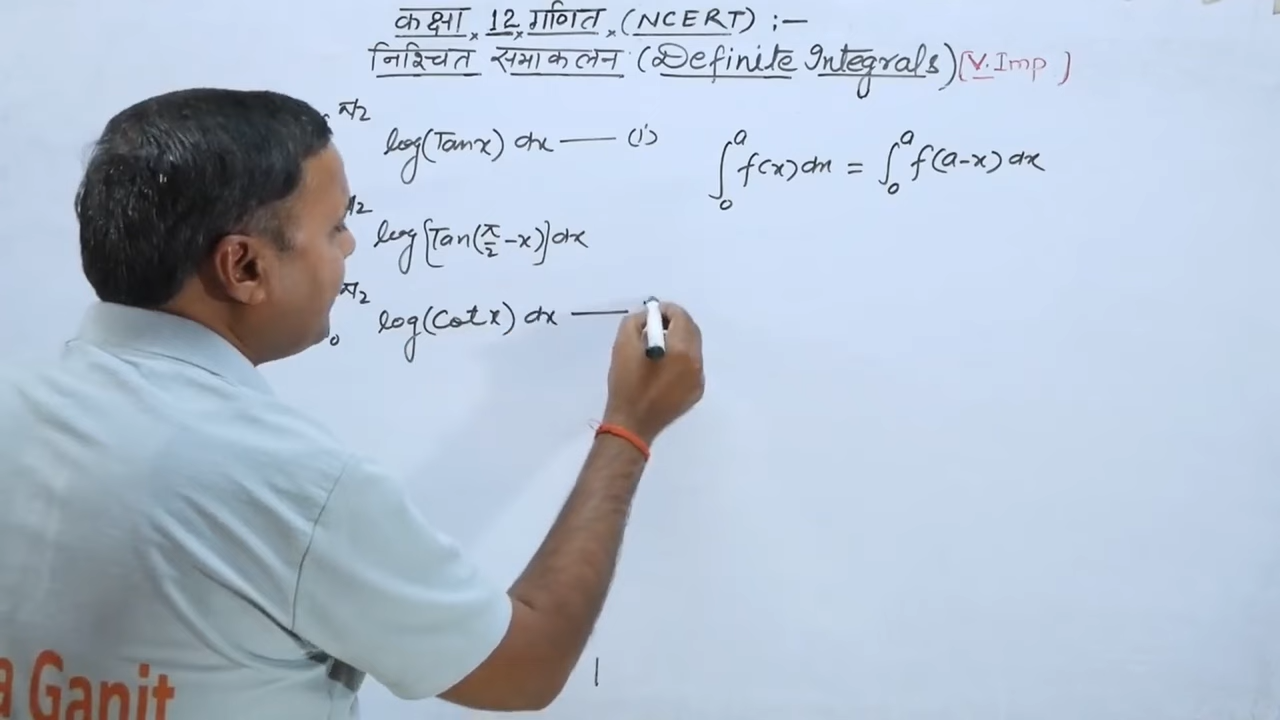 कक्षा × 12 × गणित × (NCERT) :—
निश्चित समाकलन (Definite Integrals) [V. Imp)
π/2 log(Tanx) dx —— (i)
∫₀ᵃ f(x) dx = ∫₀ᵃ f(a-x) dx
/2 log[Tan(π/2 - x)] dx
π/2 0 log(Cot x) dx ——
a Ganit